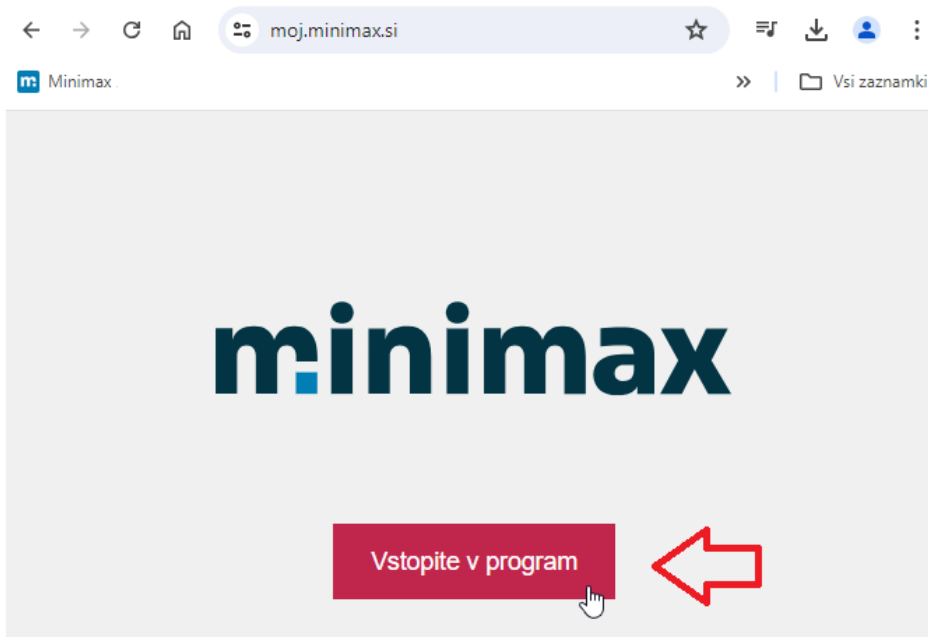 moj.minimax.si
Minimax
Vsi zaznamki
minimax
Vstopite v program